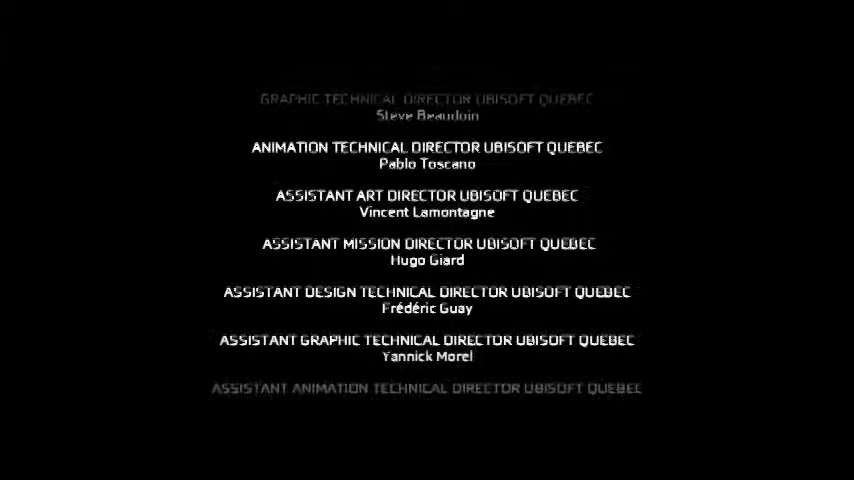 GRAPHIC TECHNICAL DIRECTOR UBISOFT QUEBEC
Steve Beaudoin
ANIMATION TECHNICAL DIRECTOR UBISOFT QUEBEC
Pablo Toscano
ASSISTANT ART DIRECTOR UBISOFT QUEBEC
Vincent Lamontagne
ASSISTANT MISSION DIRECTOR UBISOFT QUEBEC
Hugo Giard
ASSISTANT DESIGN TECHNICAL DIRECTOR UBISOFT QUEBEC
Frédéric Guay
ASSISTANT GRAPHIC TECHNICAL DIRECTOR UBISOFT QUEBEC
Yannick Morel
ASSISTANT ANIMATION TECHNICAL DIRECTOR UBISOFT QUEBEC